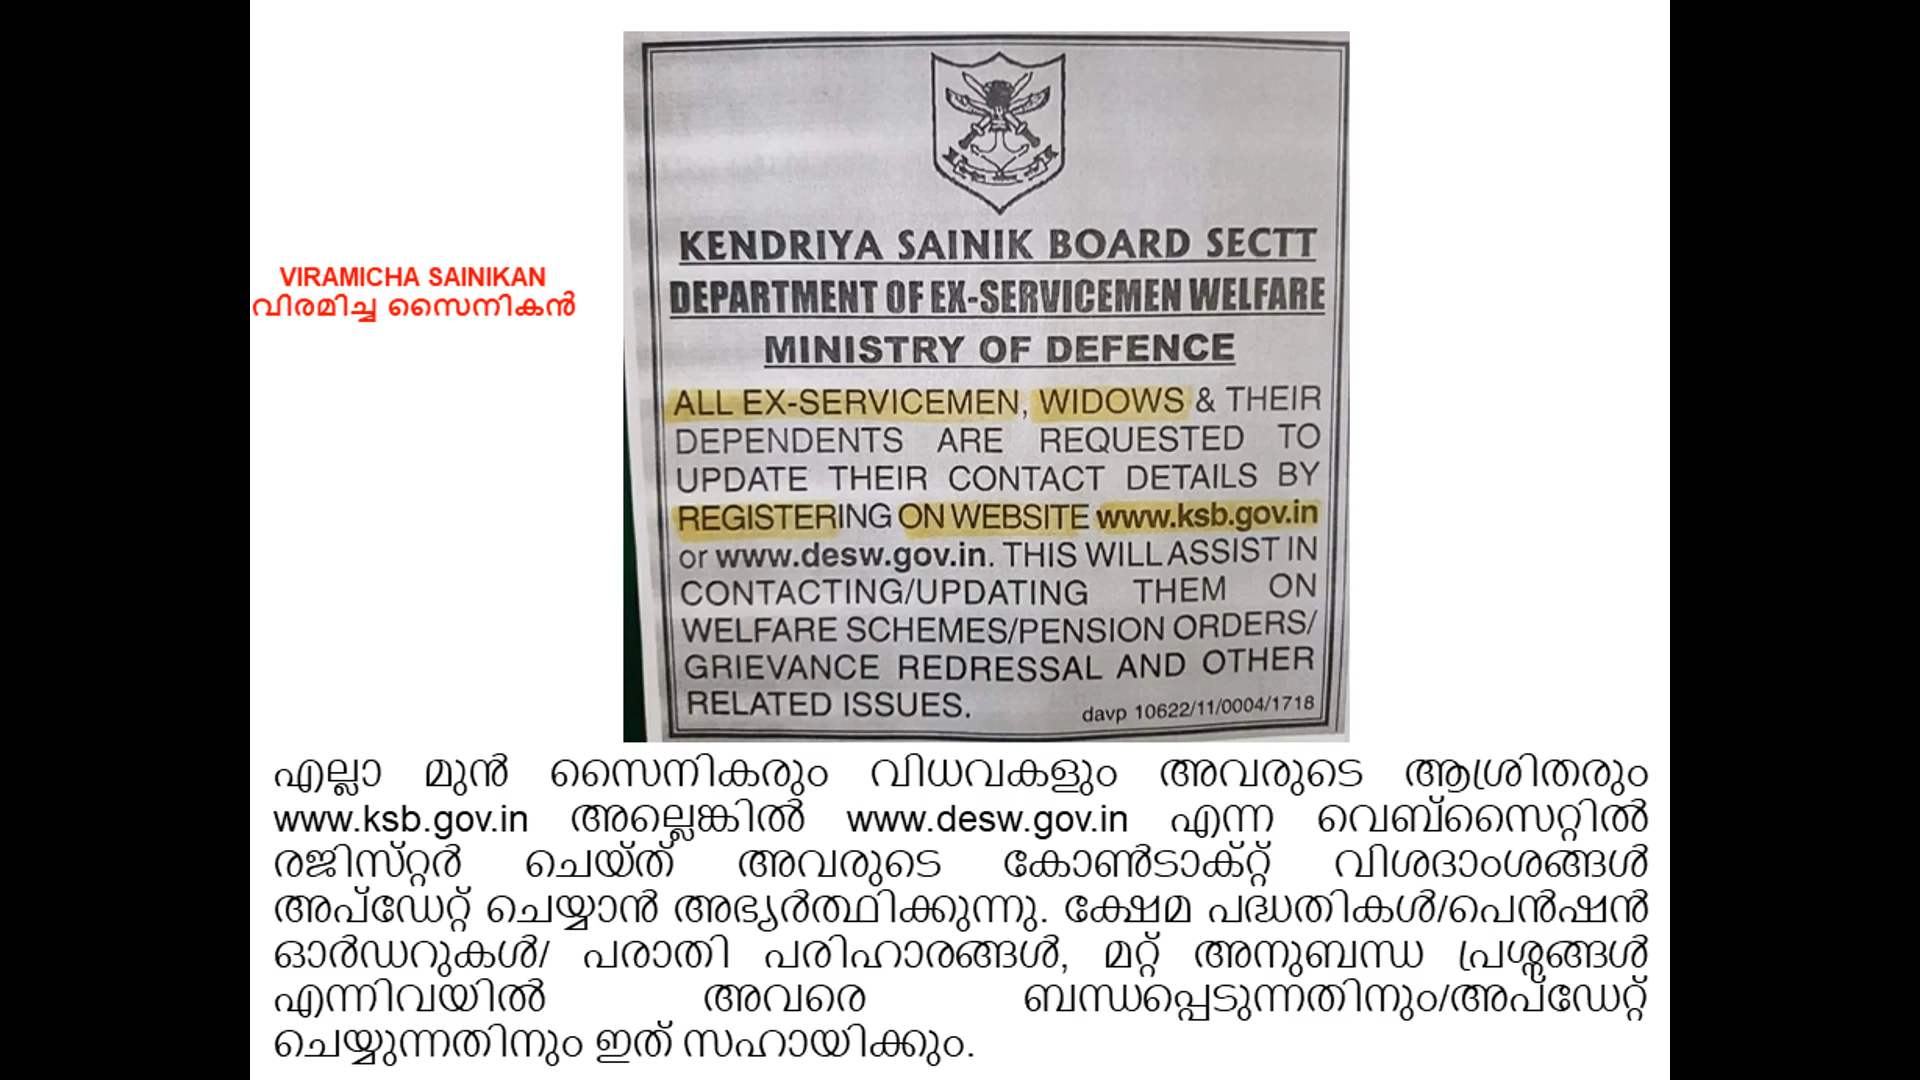 VIRAMICHA SAINIKAN
വിരമിച്ച സൈനികൻ
KENDRIYA SAINIK BOARD SECTT
DEPARTMENT OF EX-SERVICEMEN WELFARE
MINISTRY OF DEFENCE
ALL EX-SERVICEMEN, WIDOWS & THEIR
DEPENDENTS ARE REQUESTED TO
UPDATE THEIR CONTACT DETAILS BY
REGISTERING ON WEBSITE www.ksb.gov.in
or www.desw.gov.in. THIS WILL ASSIST IN
CONTACTING/UPDATING THEM ON
WELFARE SCHEMES/PENSION ORDERS/
GRIEVANCE REDRESSAL AND OTHER
RELATED ISSUES.
davp 10622/11/0004/1718
എല്ലാ മുൻ സൈനികരും വിധവകളും അവരുടെ ആശ്രിതരും
www.ksb.gov.in അല്ലെങ്കിൽ www.desw.gov.in എന്ന വെബ്സൈറ്റിൽ
രജിസ്റ്റർ ചെയ്ത് അവരുടെ കോൺടാക്റ്റ് വിശദാംശങ്ങൾ
അപ്ഡേറ്റ് ചെയ്യാൻ അഭ്യർത്ഥിക്കുന്നു. ക്ഷേമ പദ്ധതികൾ/പെൻഷൻ
ഓർഡറുകൾ/ പരാതി പരിഹാരങ്ങൾ, മറ്റ് അനുബന്ധ പ്രശ്നങ്ങൾ
എന്നിവയിൽ അവരെ ബന്ധപ്പെടുന്നതിനും/അപ്ഡേറ്റ്
ചെയ്യുന്നതിനും ഇത് സഹായിക്കും.